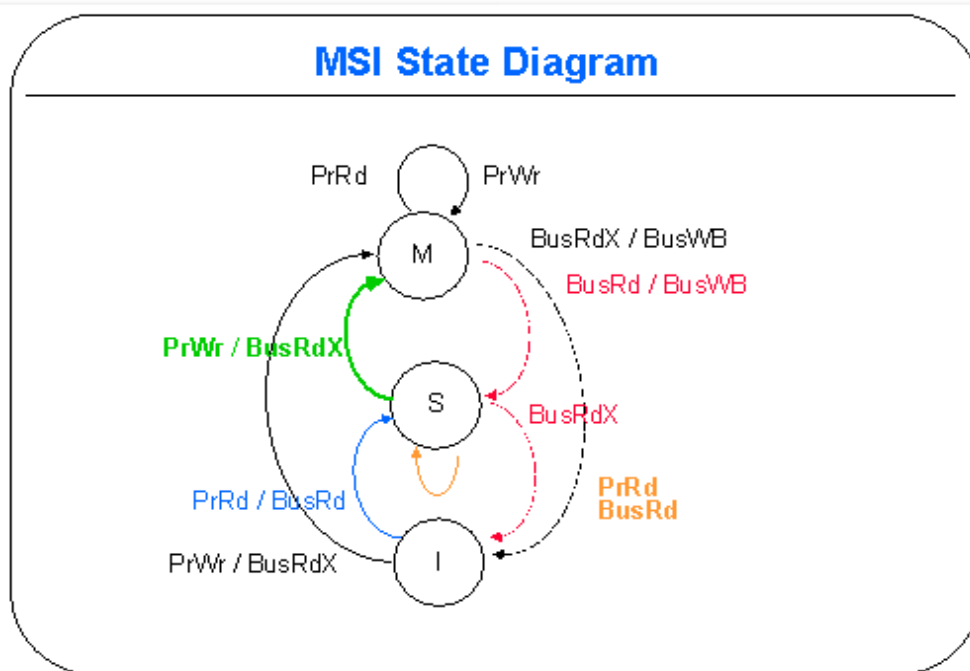 MSI State Diagram
PrRd
PrWr
M
BusRdX / BusWB
BusRd / BusWB
PrWr / BusRdX
S
BusRdX
PrRd
BusRd
PrRd / BusRd
I
PrWr / BusRdX